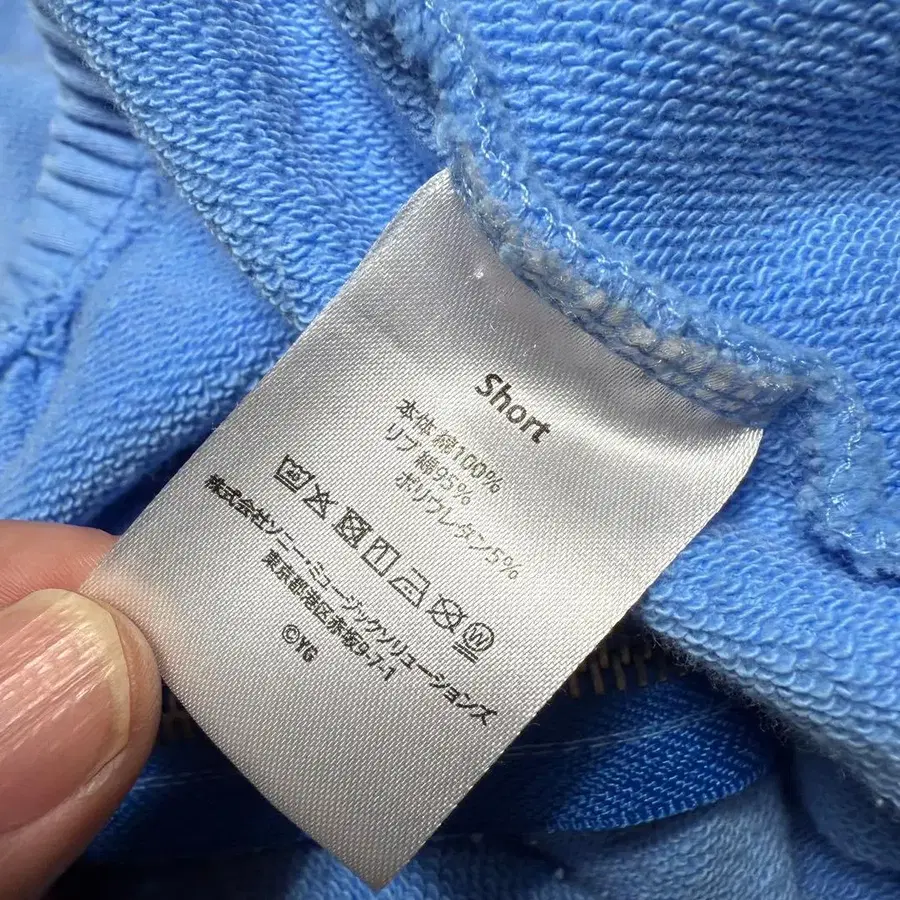 Short
本体 綿100%
リブ 綿95%
ポリウレタン5%
株式会社ソニー・ミュージックソリューションズ
東京都港区赤坂9-7-1
©YG